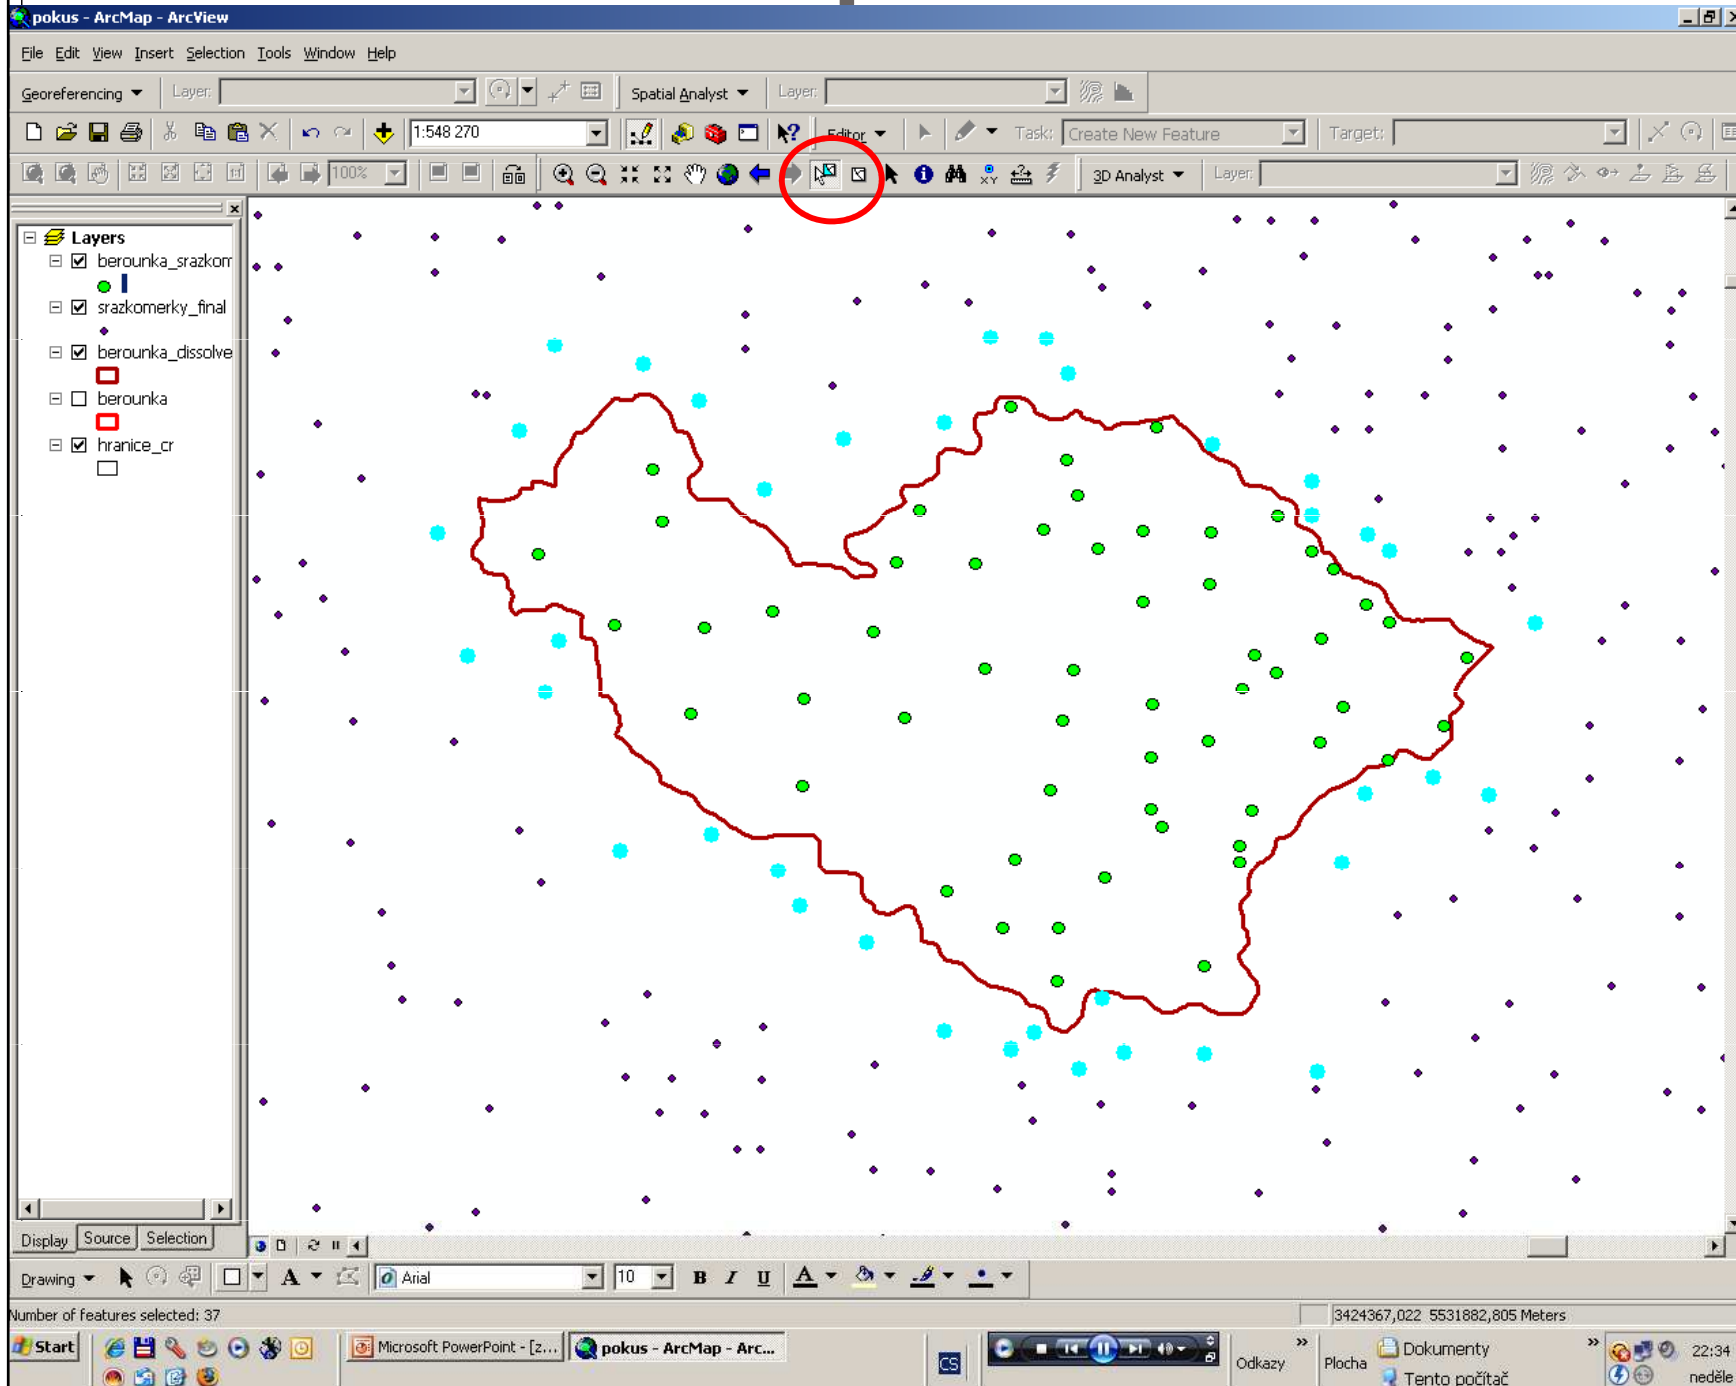 pokus - ArcMap - ArcView
File Edit View Insert Selection Tools Window Help
Georeferencing Layer: Spatial Analyst Layer:
1:548 270 Editor Task: Create New Feature Target:
100% 3D Analyst Layer:
Layers
berounka_srazkom
srazkomerky_final
berounka_dissolve
berounka
hranice_cr
Display Source Selection
Drawing A Arial 10 B I U A
Number of features selected: 37 3424367,022 5531882,805 Meters
Start Microsoft PowerPoint - [z... pokus - ArcMap - Arc... CS Odkazy Plocha Dokumenty 22:34
Tento počítač neděle